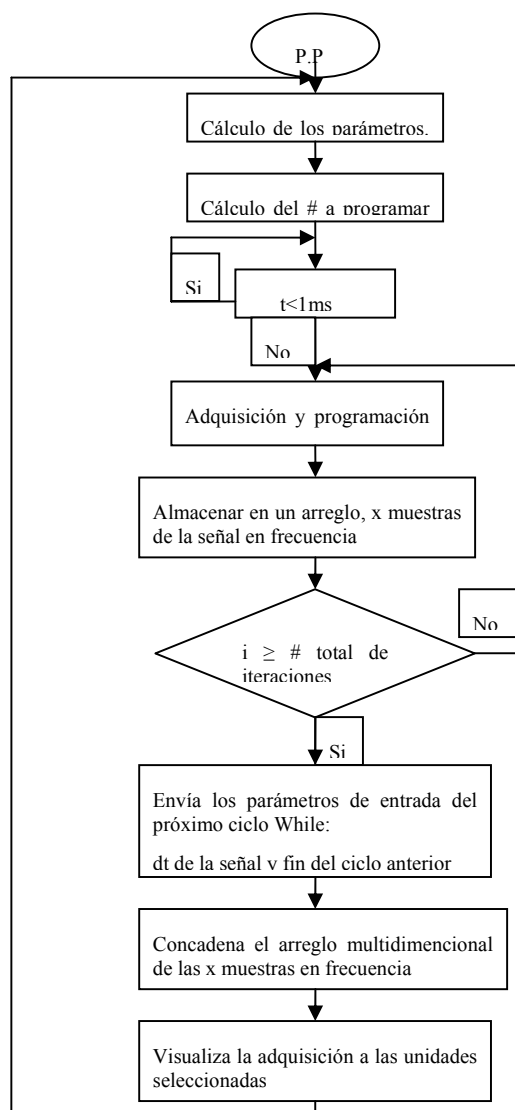 P.P
Cálculo de los parámetros.
Cálculo del # a programar
Si
t<1ms
No
Adquisición y programación
Almacenar en un arreglo, x muestras
de la señal en frecuencia
No
i ≥ # total de
iteraciones
Si
Envía los parámetros de entrada del
próximo ciclo While:
dt de la señal y fin del ciclo anterior
Concadena el arreglo multidimencional
de las x muestras en frecuencia
Visualiza la adquisición a las unidades
seleccionadas